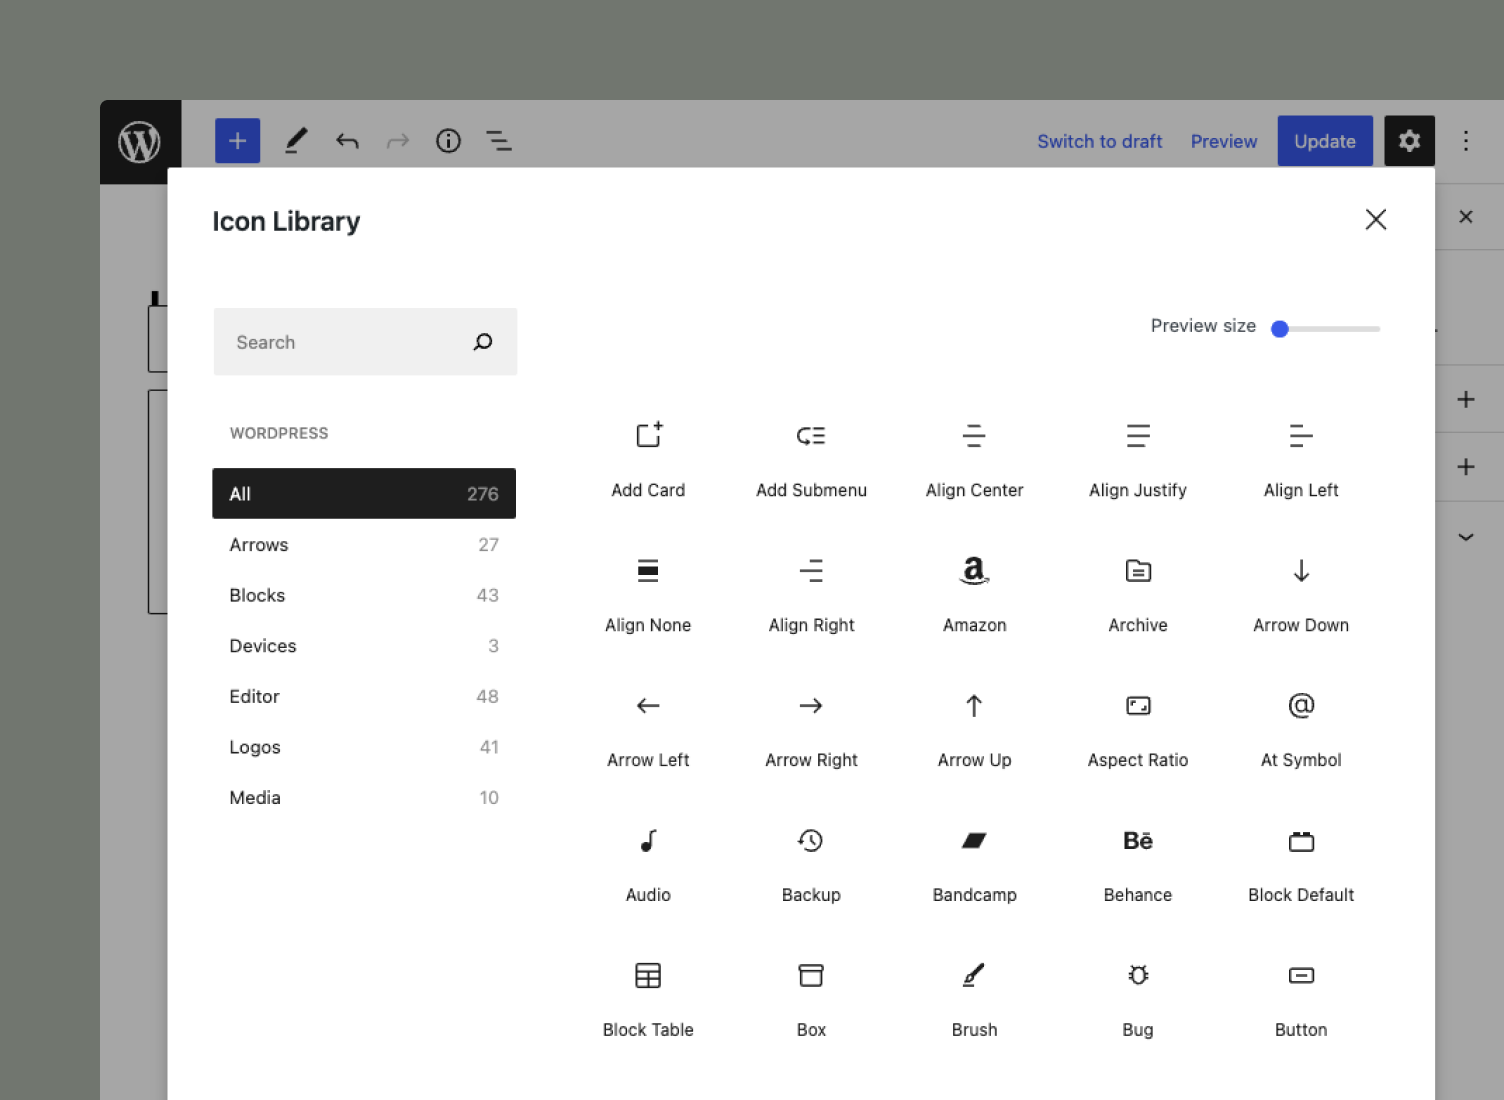 Switch to draft Preview Update
Icon Library
Search
Preview size
WORDPRESS
All 276
Arrows 27
Blocks 43
Devices 3
Editor 48
Logos 41
Media 10
Add Card Add Submenu Align Center Align Justify Align Left
Align None Align Right Amazon Archive Arrow Down
Arrow Left Arrow Right Arrow Up Aspect Ratio At Symbol
Audio Backup Bandcamp Behance Block Default
Block Table Box Brush Bug Button